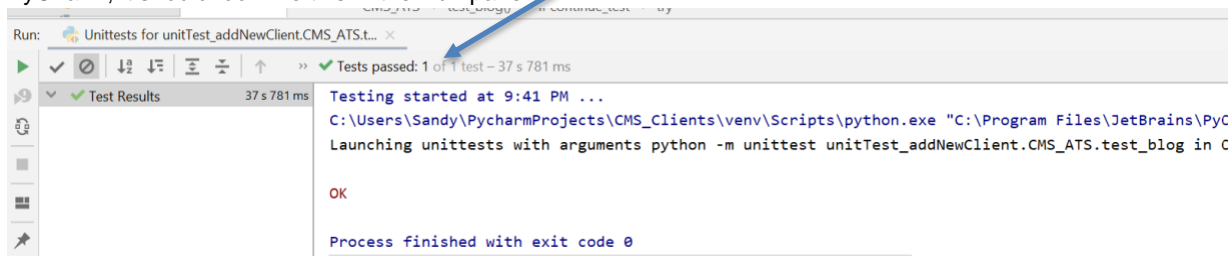 CMS_ATS › test_blog() › if continue_test › try
Run: Unittests for unitTest_addNewClient.CMS_ATS.t... ×
» Tests passed: 1 of 1 test – 37 s 781 ms
Test Results 37 s 781 ms
Testing started at 9:41 PM ...
C:\Users\Sandy\PycharmProjects\CMS_Clients\venv\Scripts\python.exe "C:\Program Files\JetBrains\PyC
Launching unittests with arguments python -m unittest unitTest_addNewClient.CMS_ATS.test_blog in C
OK
Process finished with exit code 0